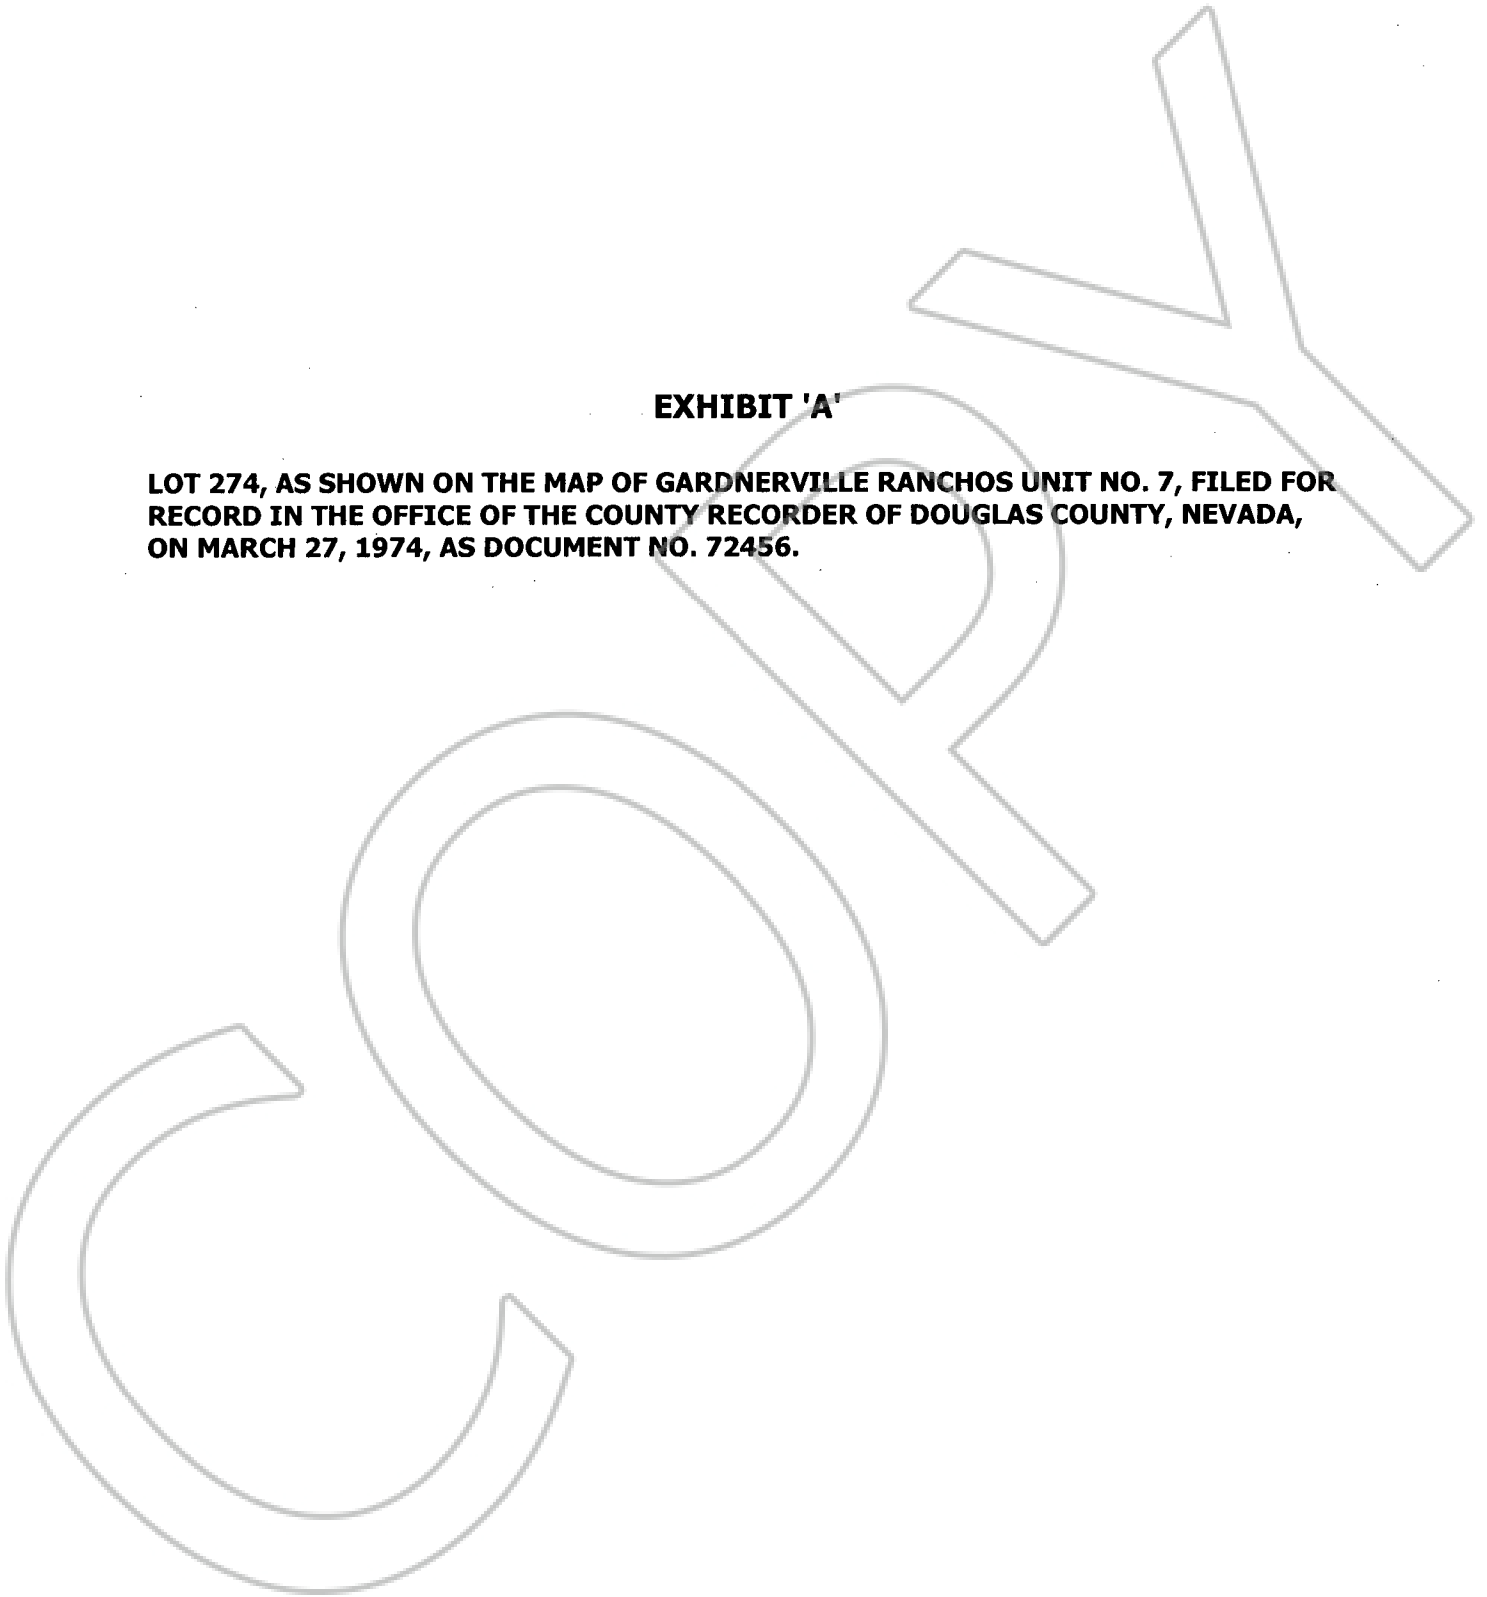 EXHIBIT 'A'
LOT 274, AS SHOWN ON THE MAP OF GARDNERVILLE RANCHOS UNIT NO. 7, FILED FOR
RECORD IN THE OFFICE OF THE COUNTY RECORDER OF DOUGLAS COUNTY, NEVADA,
ON MARCH 27, 1974, AS DOCUMENT NO. 72456.
COPY